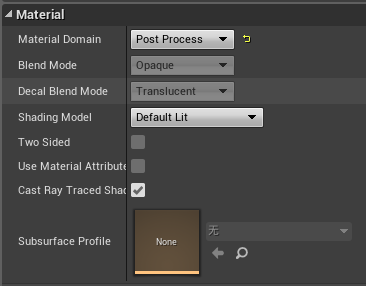 Material
Material Domain Post Process
Blend Mode Opaque
Decal Blend Mode Translucent
Shading Model Default Lit
Two Sided
Use Material Attribute
Cast Ray Traced Shad
Subsurface Profile None 无